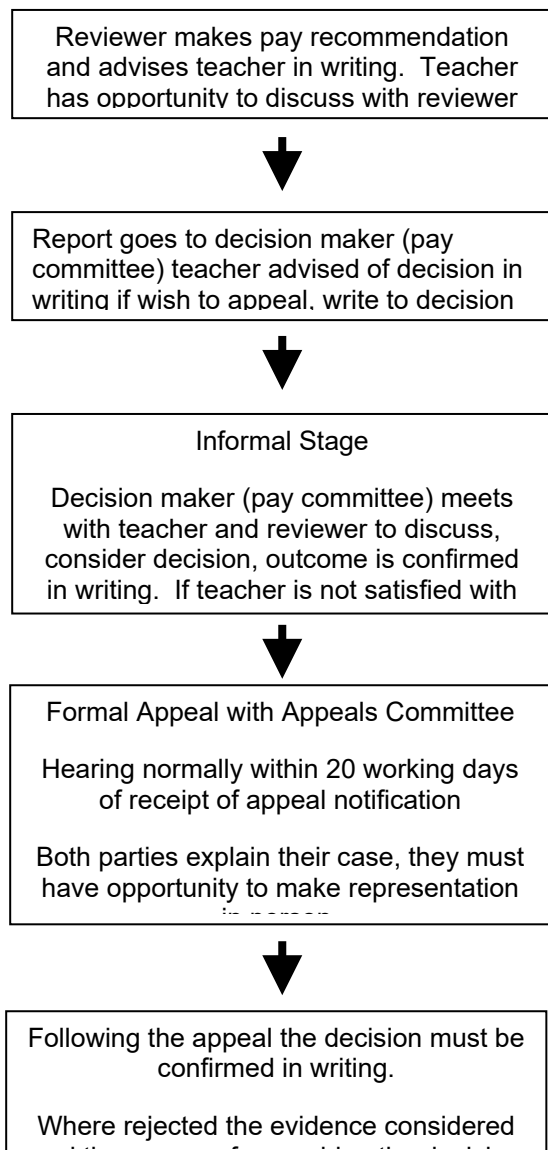 Reviewer makes pay recommendation
and advises teacher in writing.  Teacher
has opportunity to discuss with reviewer
Report goes to decision maker (pay
committee) teacher advised of decision in
writing if wish to appeal, write to decision
Informal Stage
Decision maker (pay committee) meets
with teacher and reviewer to discuss,
consider decision, outcome is confirmed
in writing.  If teacher is not satisfied with
Formal Appeal with Appeals Committee
Hearing normally within 20 working days
of receipt of appeal notification
Both parties explain their case, they must
have opportunity to make representation
in person
Following the appeal the decision must be
confirmed in writing.
Where rejected the evidence considered